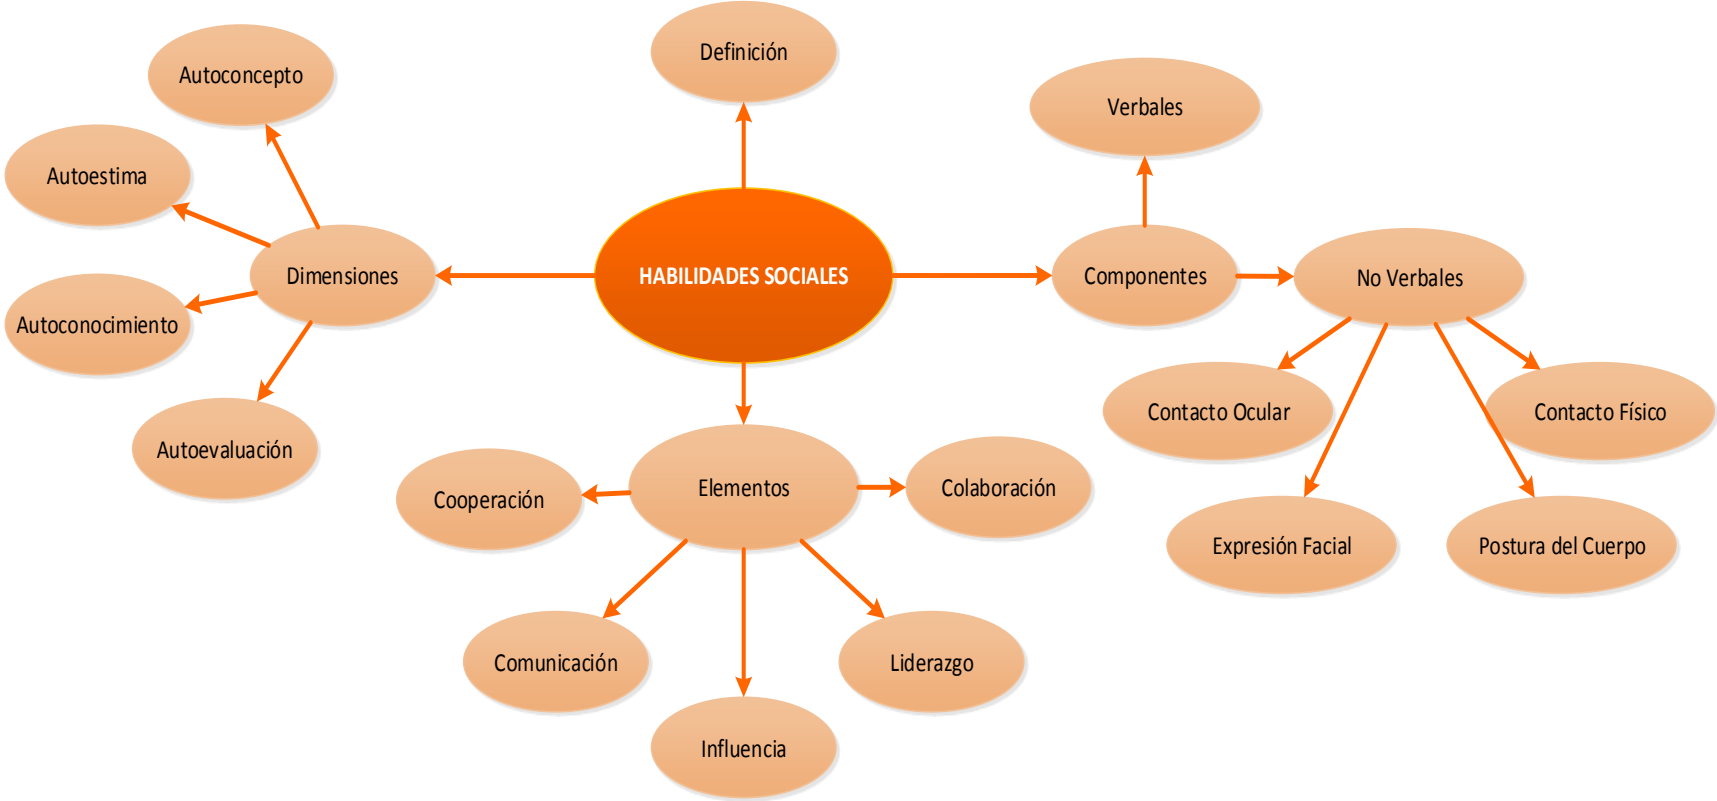 Definición
Autoconcepto
Verbales
Autoestima
HABILIDADES SOCIALES
Dimensiones
Componentes
No Verbales
Autoconocimiento
Contacto Ocular
Contacto Físico
Autoevaluación
Cooperación
Elementos
Colaboración
Expresión Facial
Postura del Cuerpo
Comunicación
Liderazgo
Influencia